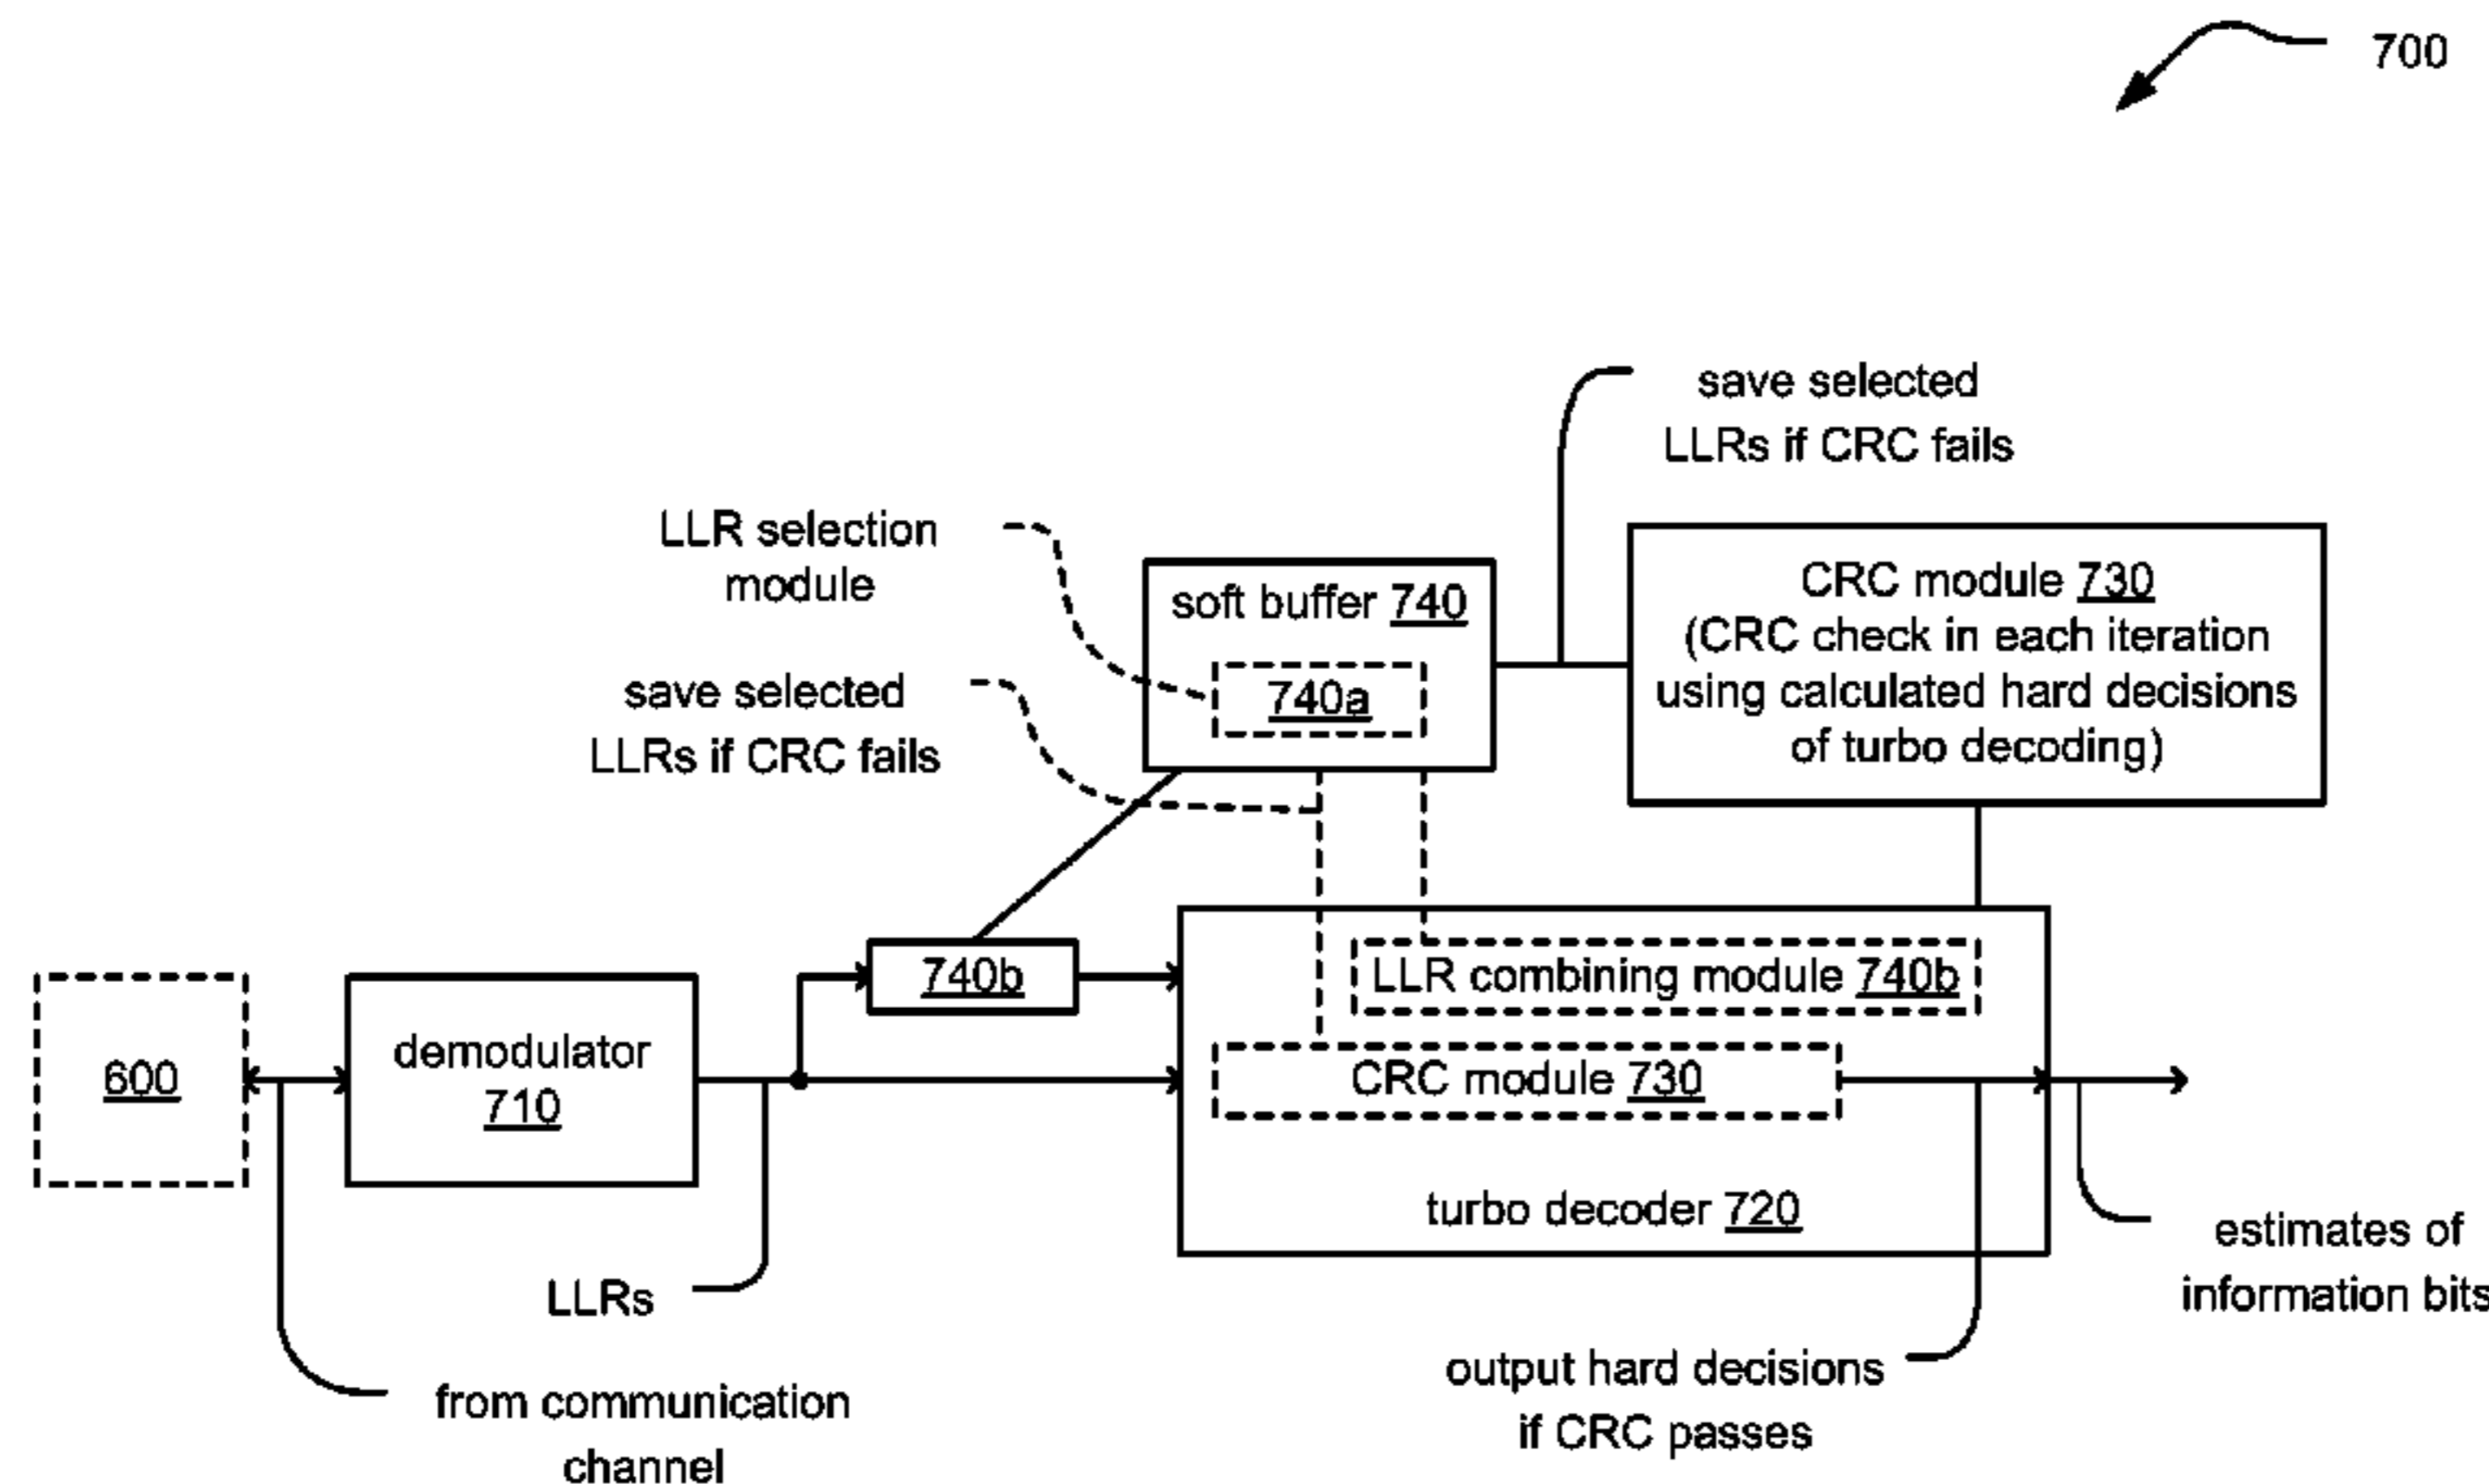 700
save selected
LLRs if CRC fails
LLR selection
module
soft buffer 740
740a
CRC module 730
(CRC check in each iteration
using calculated hard decisions
of turbo decoding)
save selected
LLRs if CRC fails
740b
LLR combining module 740b
600
demodulator
710
CRC module 730
turbo decoder 720
LLRs
from communication
channel
output hard decisions
if CRC passes
estimates of
information bits